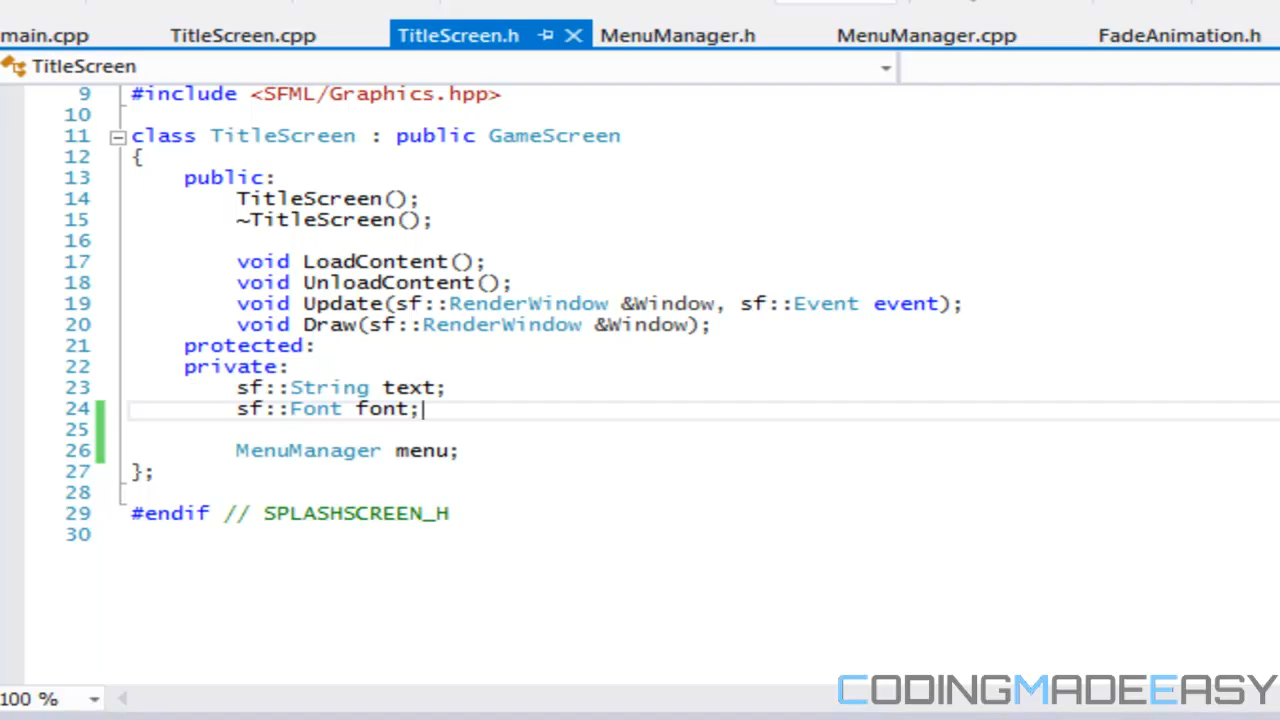 main.cpp TitleScreen.cpp TitleScreen.h MenuManager.h MenuManager.cpp FadeAnimation.h
TitleScreen
9 #include <SFML/Graphics.hpp>
10
11 class TitleScreen : public GameScreen
12 {
13 public:
14 TitleScreen();
15 ~TitleScreen();
16
17 void LoadContent();
18 void UnloadContent();
19 void Update(sf::RenderWindow &Window, sf::Event event);
20 void Draw(sf::RenderWindow &Window);
21 protected:
22 private:
23 sf::String text;
24 sf::Font font;
25
26 MenuManager menu;
27 };
28
29 #endif // SPLASHSCREEN_H
30
100 %
CODINGMADEEASY